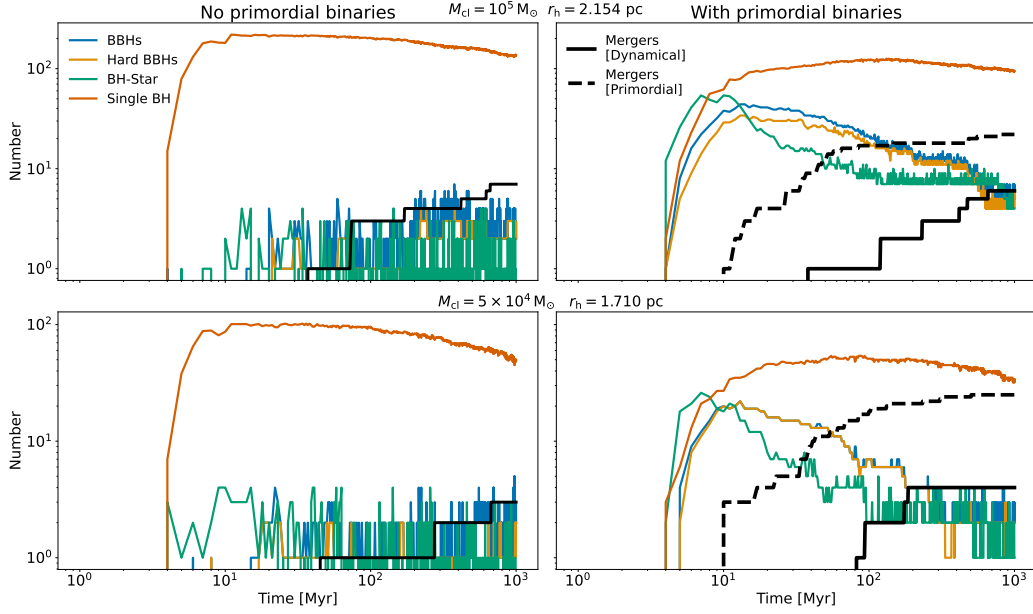 No primordial binaries
M_cl = 10^5 M_⊙ r_h = 2.154 pc
With primordial binaries
BBHs
Hard BBHs
BH-Star
Single BH
Mergers
[Dynamical]
Mergers
[Primordial]
Number
10^2
10^1
10^0
M_cl = 5 × 10^4 M_⊙ r_h = 1.710 pc
Number
10^2
10^1
10^0
10^0 10^1 10^2 10^3
10^0 10^1 10^2 10^3
Time [Myr]
Time [Myr]